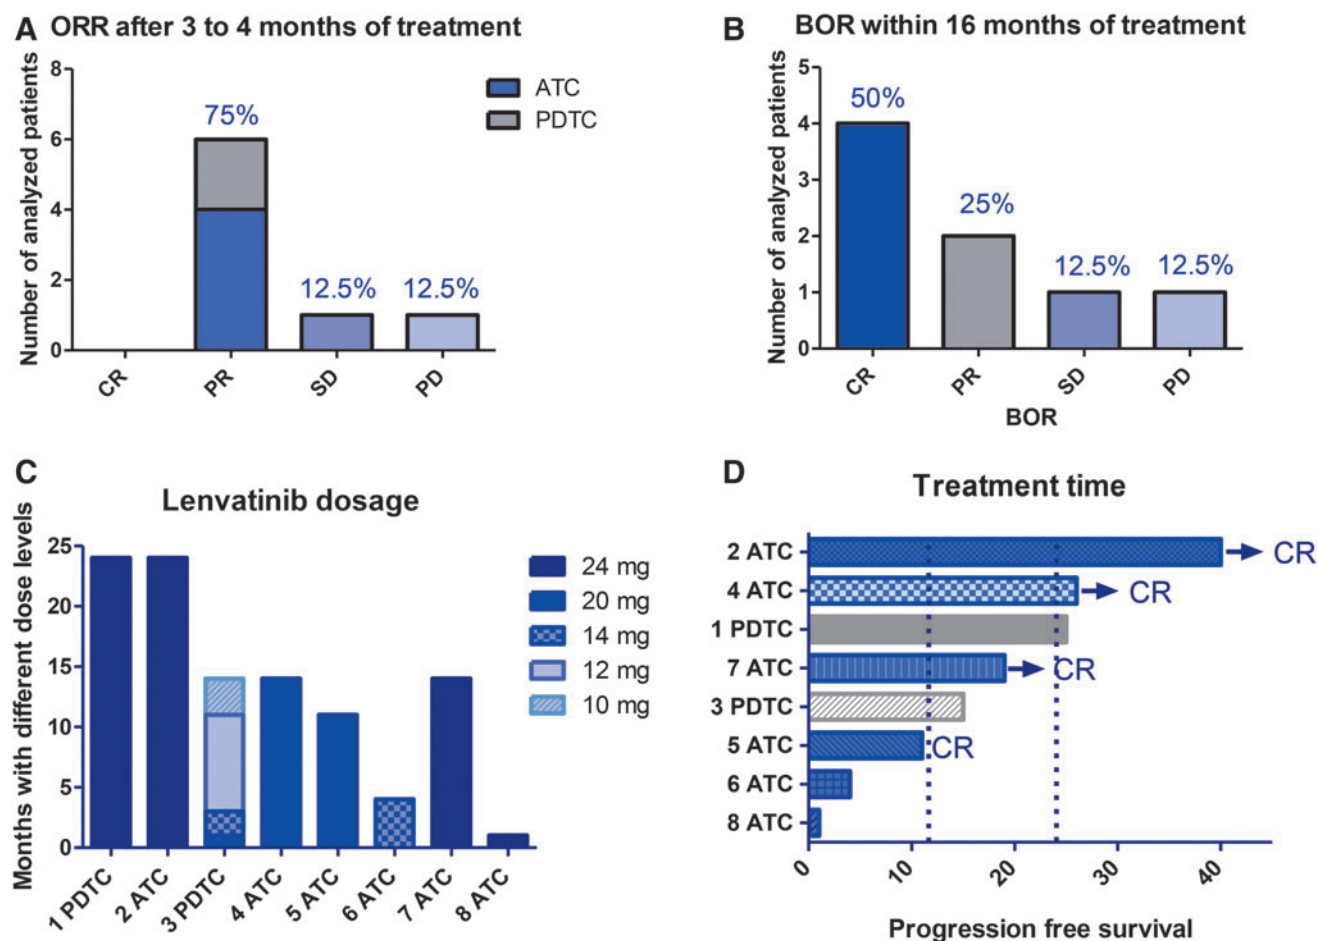 A ORR after 3 to 4 months of treatment
Number of analyzed patients
8
6
4
2
0
75%
12.5%
12.5%
CR
PR
SD
PD
ATC
PDTC
B BOR within 16 months of treatment
Number of analyzed patients
5
4
3
2
1
0
50%
25%
12.5%
12.5%
CR
PR
SD
PD
BOR
C
Lenvatinib dosage
Months with different dose levels
25
20
15
10
5
0
1 PDTC
2 ATC
3 PDTC
4 ATC
5 ATC
6 ATC
7 ATC
8 ATC
24 mg
20 mg
14 mg
12 mg
10 mg
D
Treatment time
2 ATC
4 ATC
1 PDTC
7 ATC
3 PDTC
5 ATC
6 ATC
8 ATC
CR
CR
CR
CR
0
10
20
30
40
Progression free survival